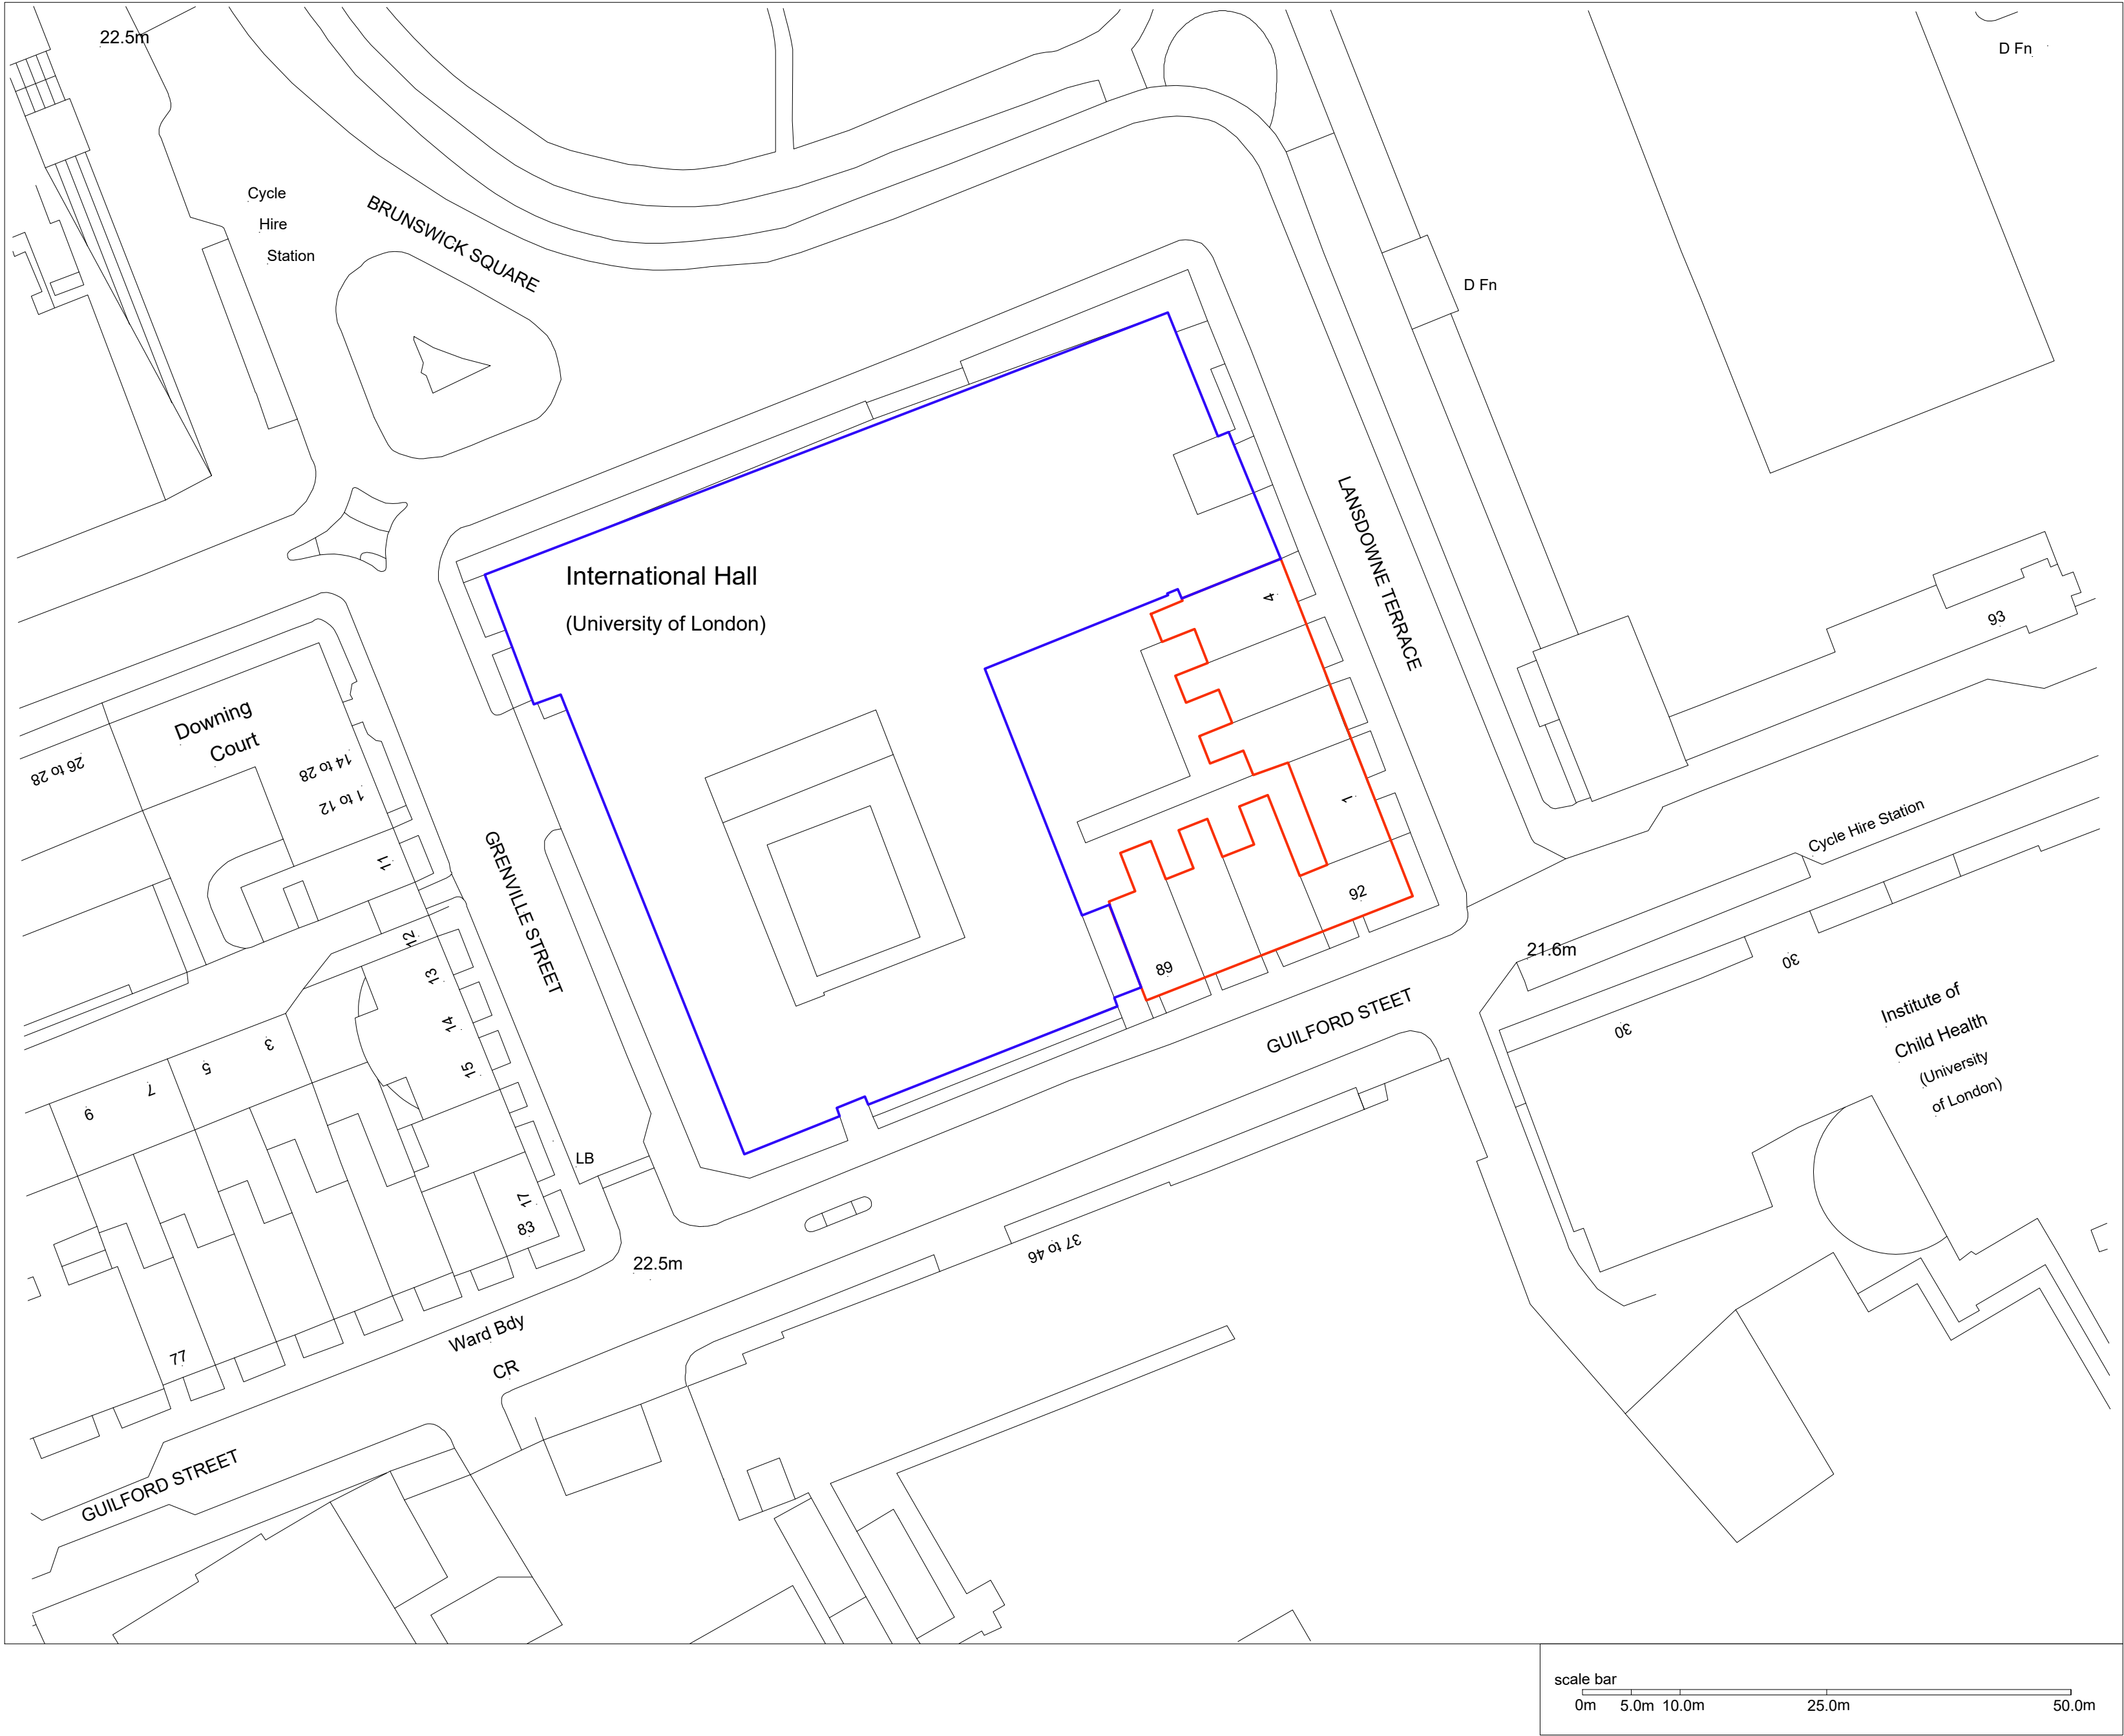 22.5m
D Fn
Cycle
Hire
Station
BRUNSWICK SQUARE
D Fn
International Hall
(University of London)
LANSDOWNE TERRACE
4
93
Downing
Court
26 to 28
14 to 28
1 to 12
11
1
Cycle Hire Station
GRENVILLE STREET
92
12
13
14
15
89
21.6m
30
30
Institute of
Child Health
(University
of London)
GUILFORD STEET
3
5
7
9
LB
17
83
22.5m
37 to 46
Ward Bdy
CR
77
GUILFORD STREET
scale bar
0m 5.0m 10.0m 25.0m 50.0m